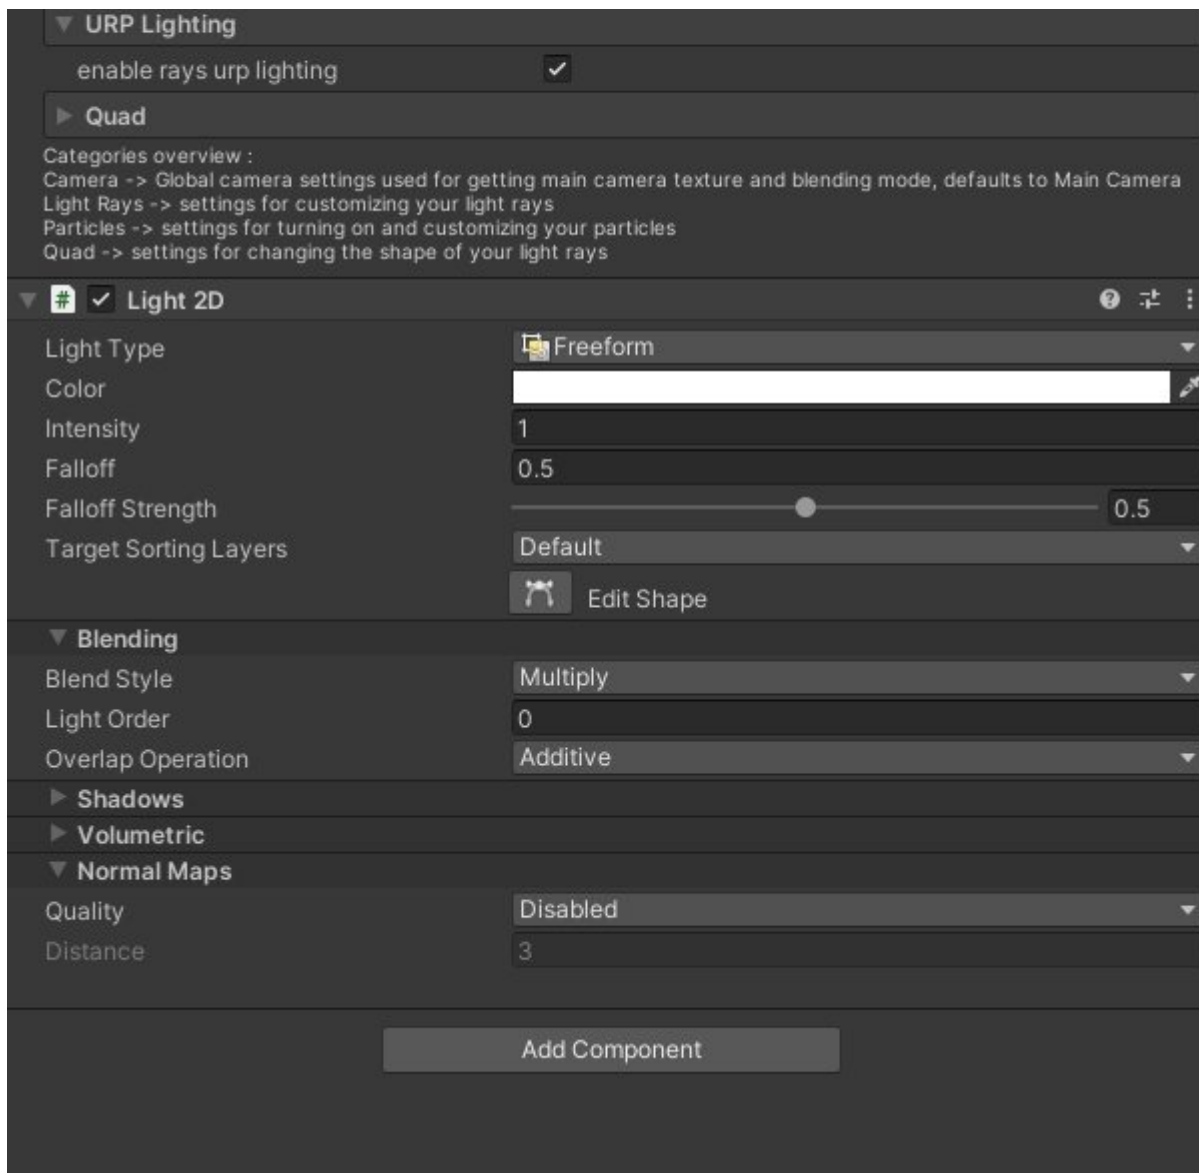 URP Lighting
enable rays urp lighting
Quad
Categories overview :
Camera -> Global camera settings used for getting main camera texture and blending mode, defaults to Main Camera
Light Rays -> settings for customizing your light rays
Particles -> settings for turning on and customizing your particles
Quad -> settings for changing the shape of your light rays
# Light 2D
Light Type Freeform
Color
Intensity 1
Falloff 0.5
Falloff Strength 0.5
Target Sorting Layers Default
Edit Shape
Blending
Blend Style Multiply
Light Order 0
Overlap Operation Additive
Shadows
Volumetric
Normal Maps
Quality Disabled
Distance 3
Add Component